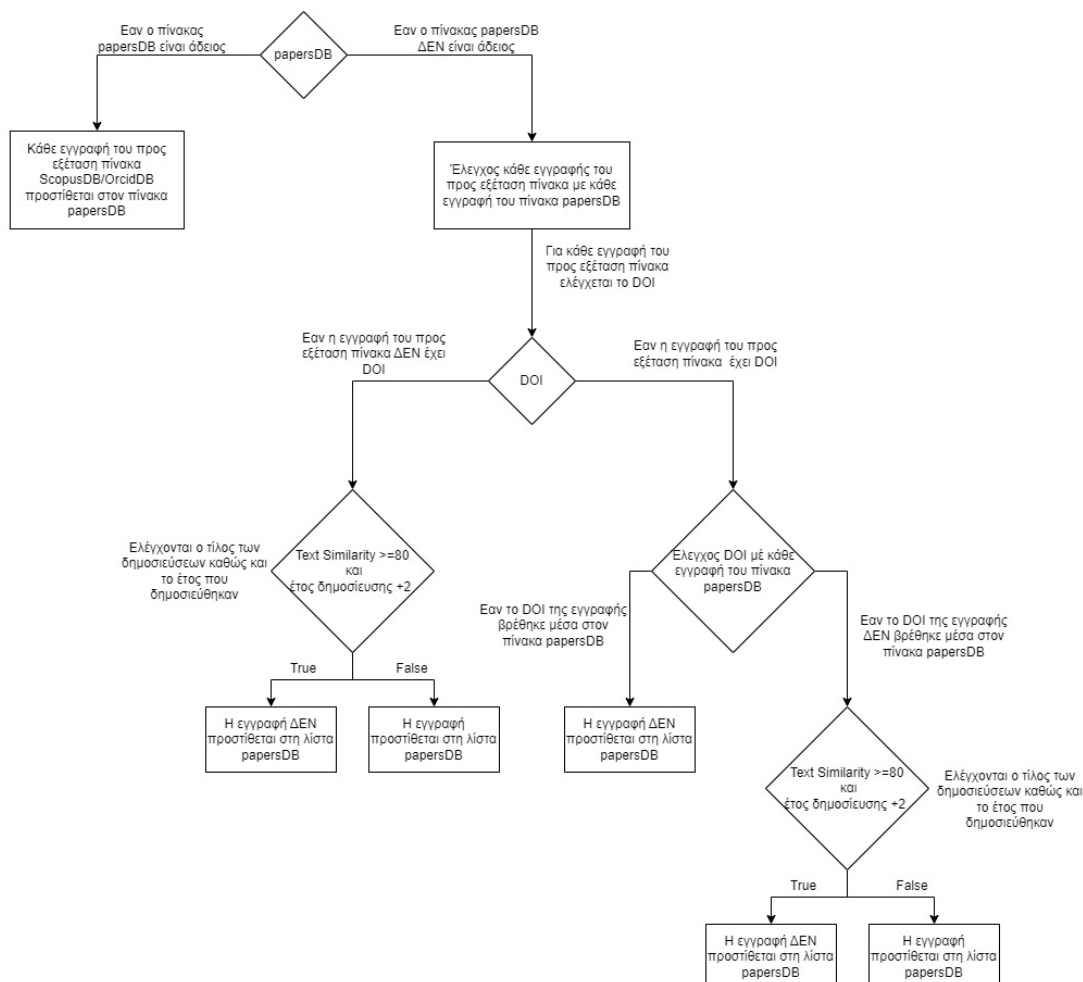 Εαν ο πίνακας
papersDB είναι άδειος
papersDB
Εαν ο πίνακας papersDB
ΔΕΝ είναι άδειος
Κάθε εγγραφή του προς
εξέταση πίνακα
ScopusDB/OrcidDB
προστίθεται στον πίνακα
papersDB
Έλεγχος κάθε εγγραφής του
προς εξέταση πίνακα με κάθε
εγγραφή του πίνακα papersDB
Για κάθε εγγραφή του
προς εξέταση πίνακα
ελέγχεται το DOI
Εαν η εγγραφή του προς
εξέταση πίνακα ΔΕΝ έχει
DOI
DOI
Εαν η εγγραφή του προς
εξέταση πίνακα έχει DOI
Ελέγχονται ο τίλος των
δημοσιεύσεων καθώς και
το έτος που
δημοσιεύθηκαν
Text Similarity >=80
και
έτος δημοσίευσης +2
Έλεγχος DOI μέ κάθε
εγγραφή του πίνακα
papersDB
Εαν το DOI της εγγραφής
βρέθηκε μέσα στον
πίνακα papersDB
Εαν το DOI της εγγραφής
ΔΕΝ βρέθηκε μέσα στον
πίνακα papersDB
True
False
Η εγγραφή ΔΕΝ
προστίθεται στη λίστα
papersDB
Η εγγραφή
προστίθεται στη λίστα
papersDB
Η εγγραφή ΔΕΝ
προστίθεται στη λίστα
papersDB
Text Similarity >=80
και
έτος δημοσίευσης +2
Ελέγχονται ο τίλος των
δημοσιεύσεων καθώς και
το έτος που
δημοσιεύθηκαν
True
False
Η εγγραφή ΔΕΝ
προστίθεται στη λίστα
papersDB
Η εγγραφή
προστίθεται στη λίστα
papersDB